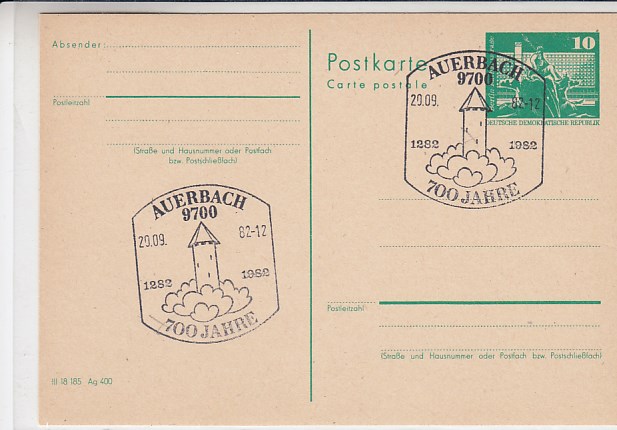 Absender:
Postleitzahl
(Straße und Hausnummer oder Postfach
bzw. Postschließfach)
AUERBACH
9700
20.09. 82-12
1282 1982
700 JAHRE
III 18 185 Ag 400
Postkarte
Carte postale
10
DEUTSCHE DEMOKRATISCHE REPUBLIK
AUERBACH
9700
20.09. 82-12
1282 1982
700 JAHRE
Postleitzahl
(Straße und Hausnummer oder Postfach bzw. Postschließfach)